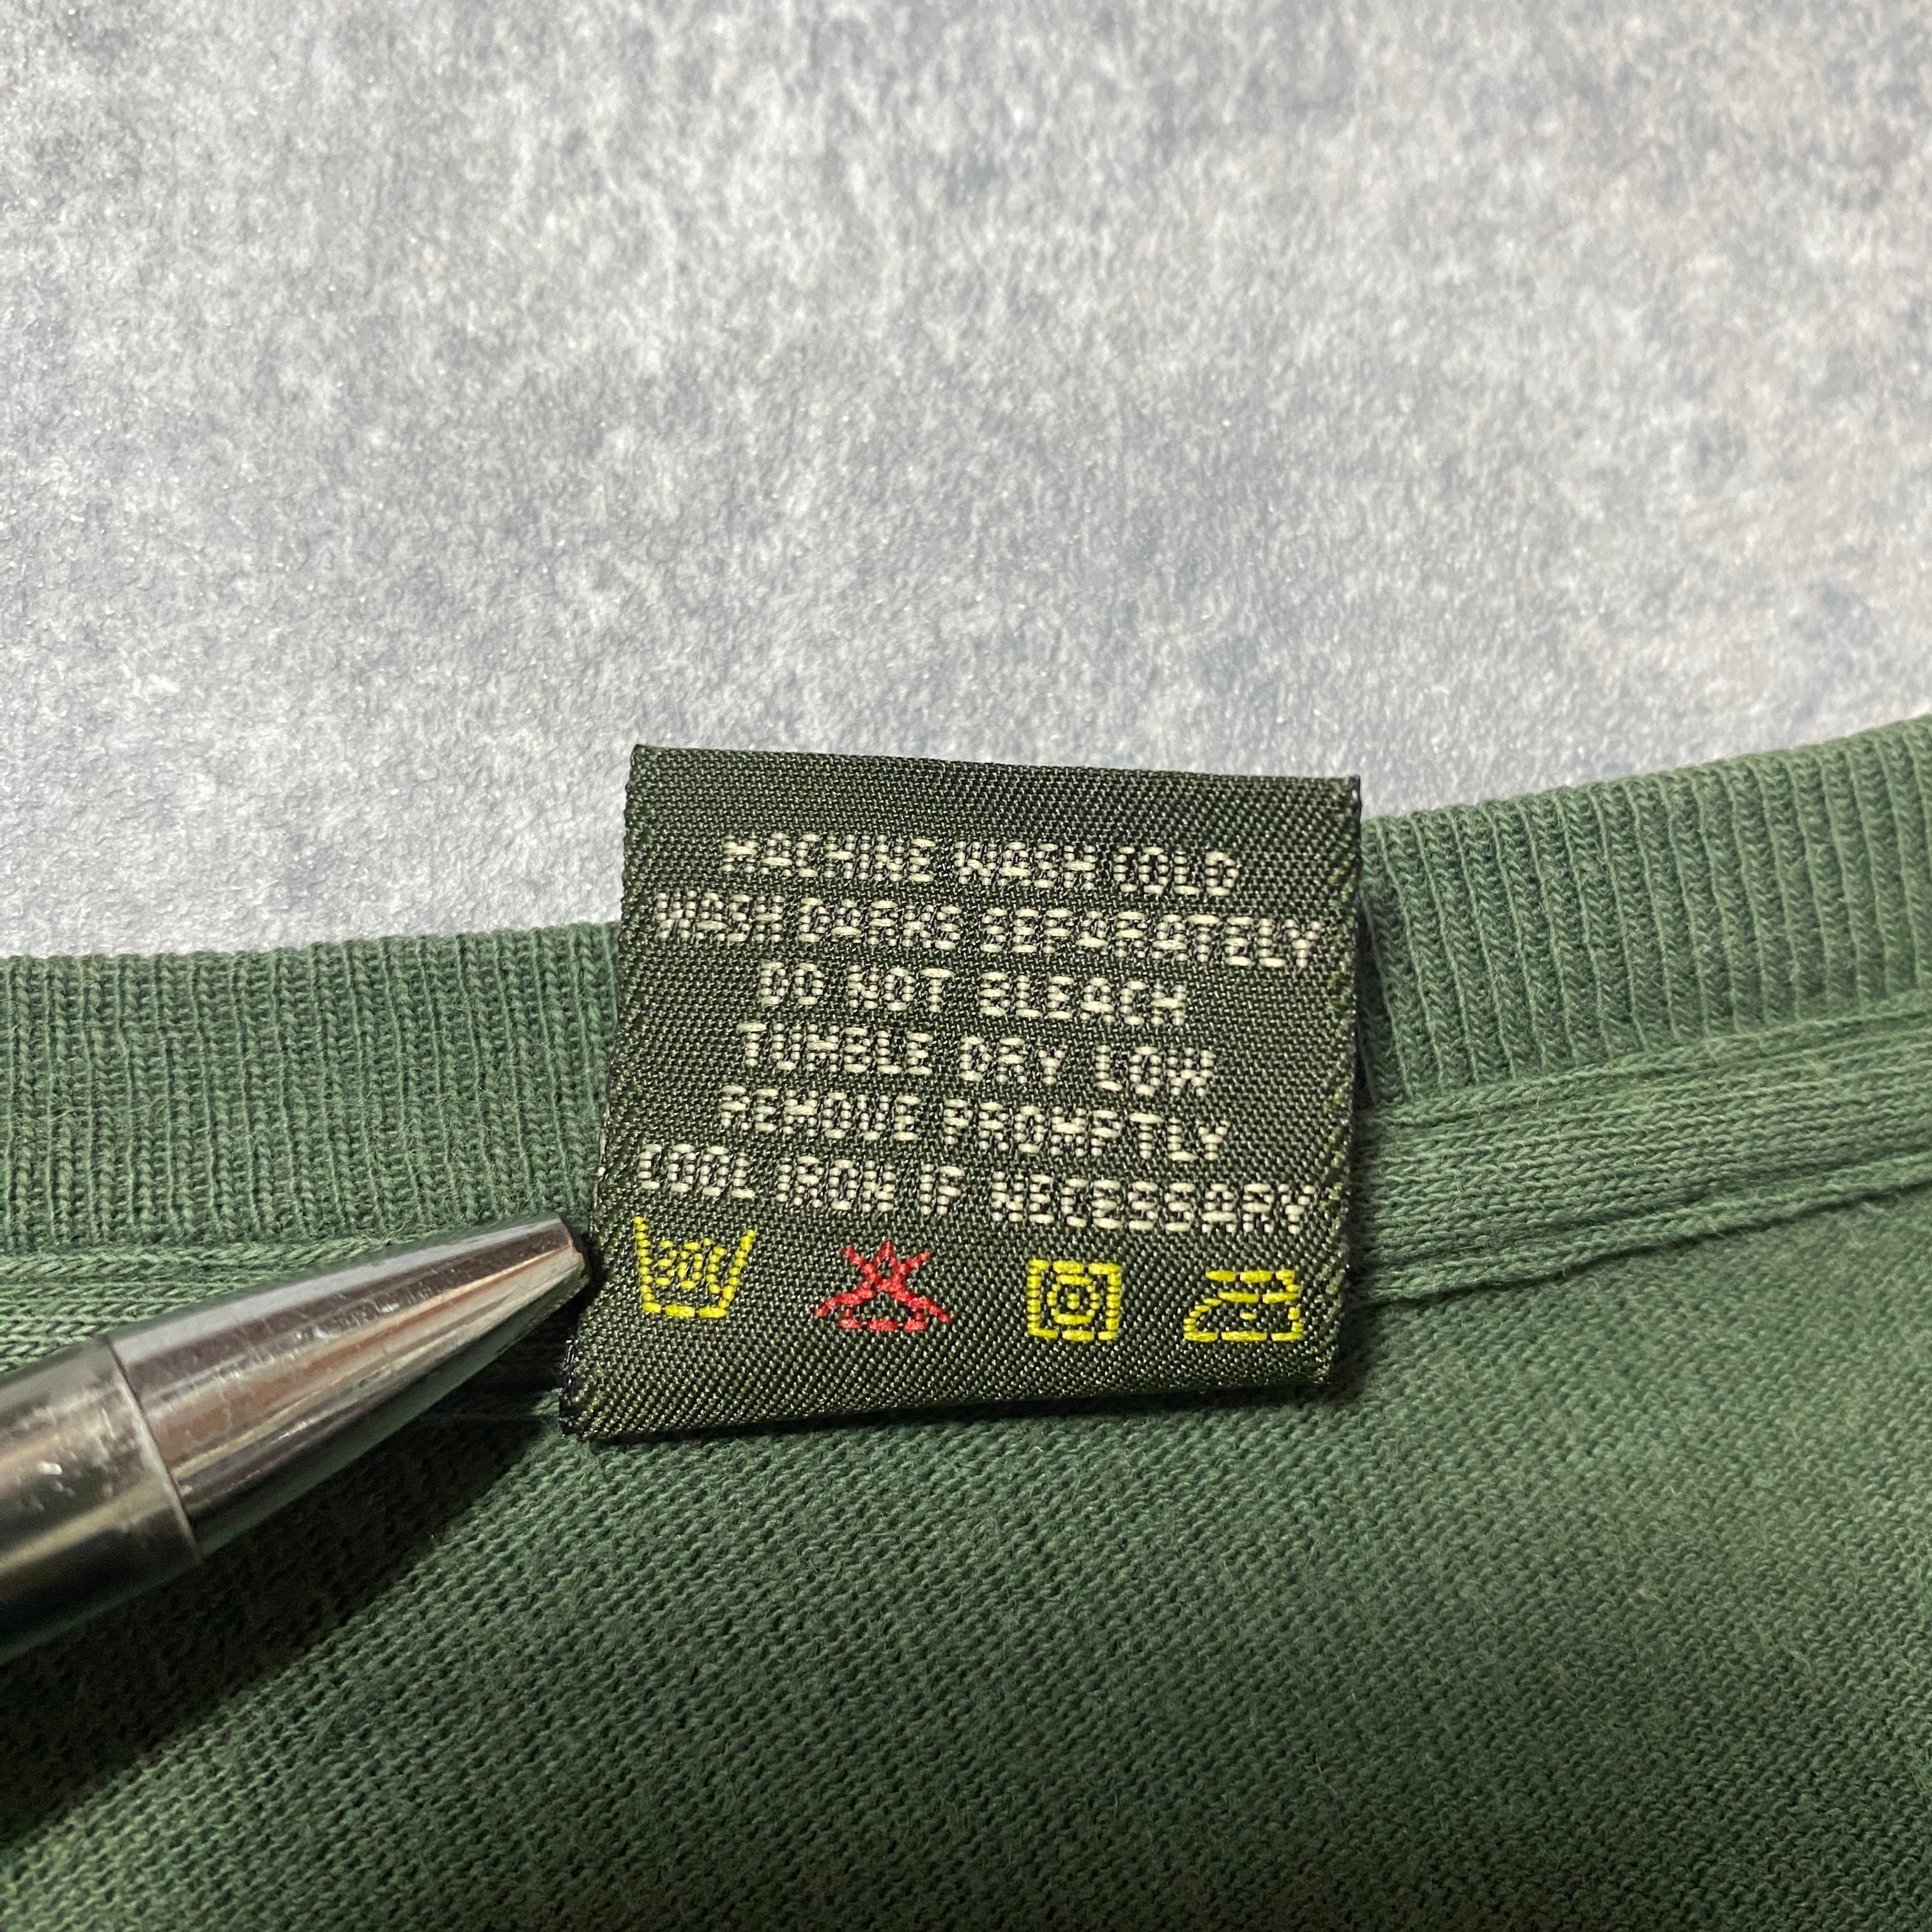 MACHINE WASH COLD
WASH DARKS SEPARATELY
DO NOT BLEACH
TUMBLE DRY LOW
REMOVE PROMPTLY
COOL IRON IF NECESSARY
30